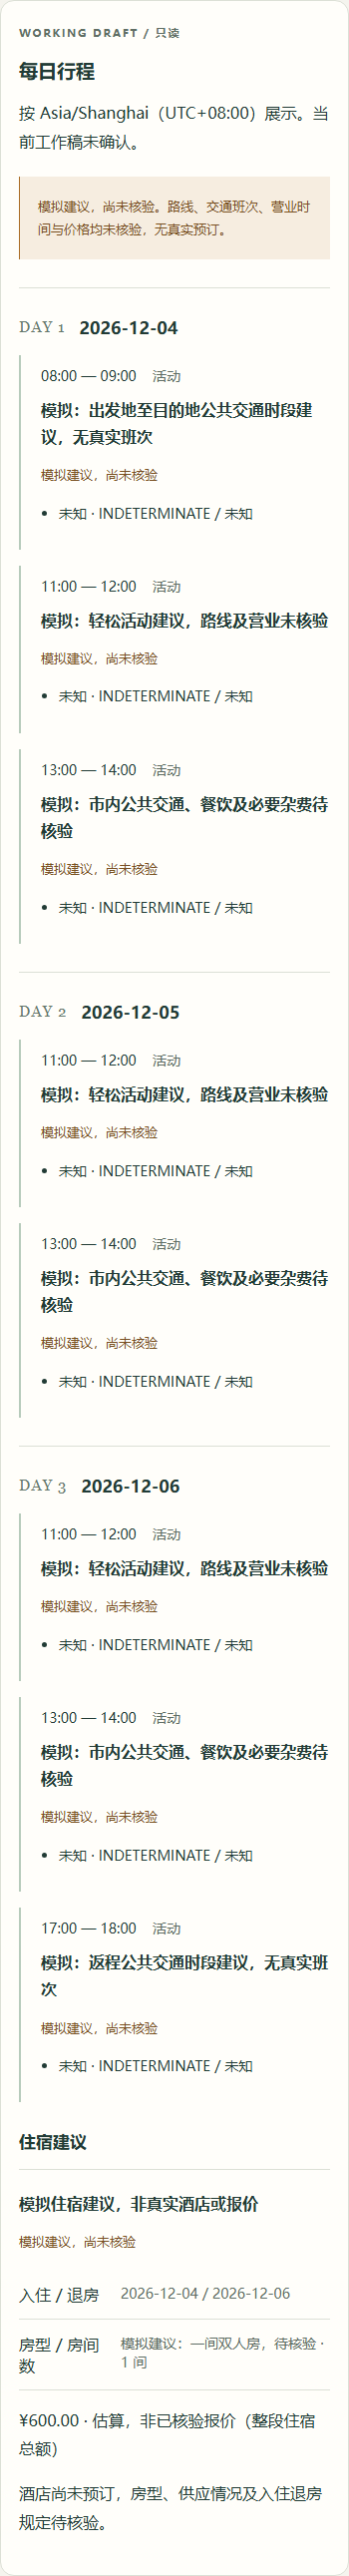 WORKING DRAFT / 只读
每日行程
按 Asia/Shanghai（UTC+08:00）展示。当
前工作稿未确认。
模拟建议，尚未核验。路线、交通班次、营业时
间与价格均未核验，无真实预订。
DAY 1 2026-12-04
08:00 — 09:00 活动
模拟：出发地至目的地公共交通时段建
议，无真实班次
模拟建议，尚未核验
• 未知 · INDETERMINATE / 未知
11:00 — 12:00 活动
模拟：轻松活动建议，路线及营业未核验
模拟建议，尚未核验
• 未知 · INDETERMINATE / 未知
13:00 — 14:00 活动
模拟：市内公共交通、餐饮及必要杂费待
核验
模拟建议，尚未核验
• 未知 · INDETERMINATE / 未知
DAY 2 2026-12-05
11:00 — 12:00 活动
模拟：轻松活动建议，路线及营业未核验
模拟建议，尚未核验
• 未知 · INDETERMINATE / 未知
13:00 — 14:00 活动
模拟：市内公共交通、餐饮及必要杂费待
核验
模拟建议，尚未核验
• 未知 · INDETERMINATE / 未知
DAY 3 2026-12-06
11:00 — 12:00 活动
模拟：轻松活动建议，路线及营业未核验
模拟建议，尚未核验
• 未知 · INDETERMINATE / 未知
13:00 — 14:00 活动
模拟：市内公共交通、餐饮及必要杂费待
核验
模拟建议，尚未核验
• 未知 · INDETERMINATE / 未知
17:00 — 18:00 活动
模拟：返程公共交通时段建议，无真实班
次
模拟建议，尚未核验
• 未知 · INDETERMINATE / 未知
住宿建议
模拟住宿建议，非真实酒店或报价
模拟建议，尚未核验
入住 / 退房 2026-12-04 / 2026-12-06
房型 / 房间
数
模拟建议：一间双人房，待核验 ·
1 间
¥600.00 · 估算，非已核验报价（整段住宿
总额）
酒店尚未预订，房型、供应情况及入住退房
规定待核验。